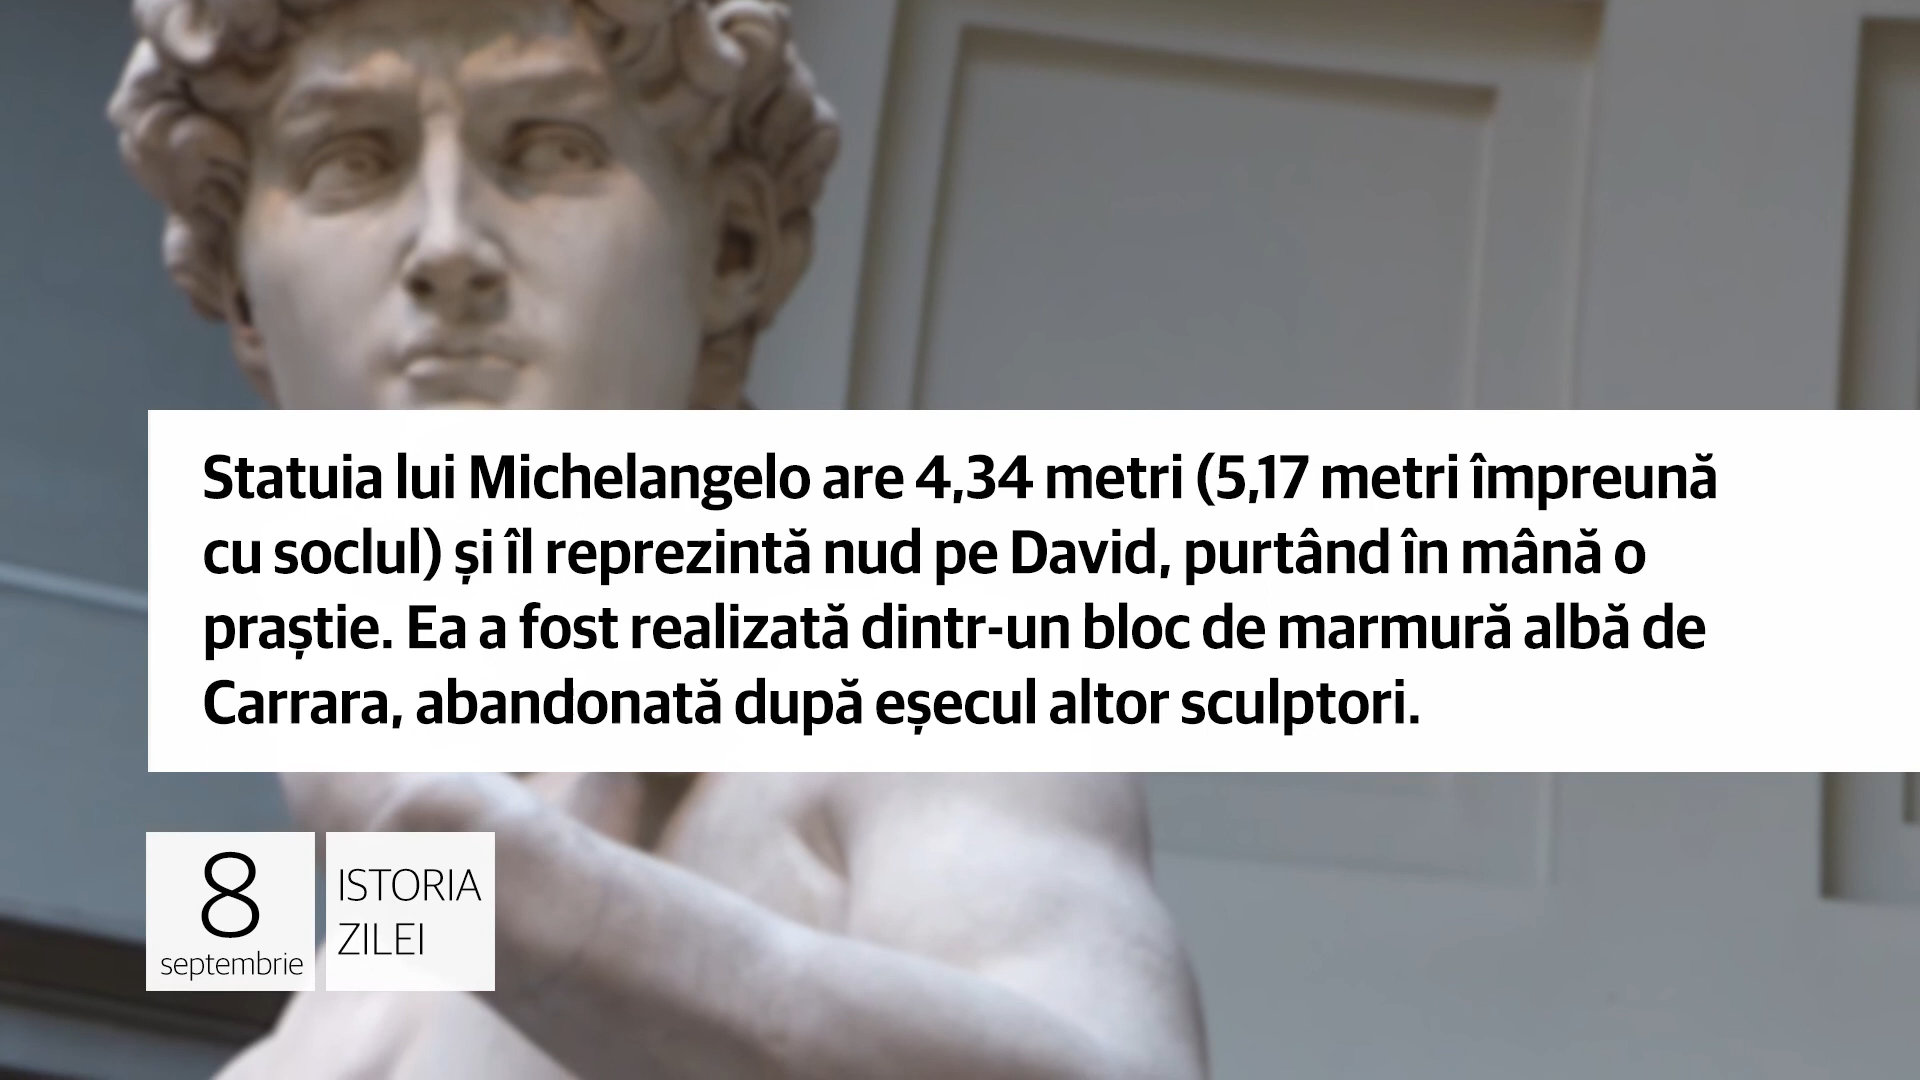 Statuia lui Michelangelo are 4,34 metri (5,17 metri împreună
cu soclul) și îl reprezintă nud pe David, purtând în mână o
praștie. Ea a fost realizată dintr-un bloc de marmură albă de
Carrara, abandonată după eșecul altor sculptori.
8
septembrie
ISTORIA
ZILEI